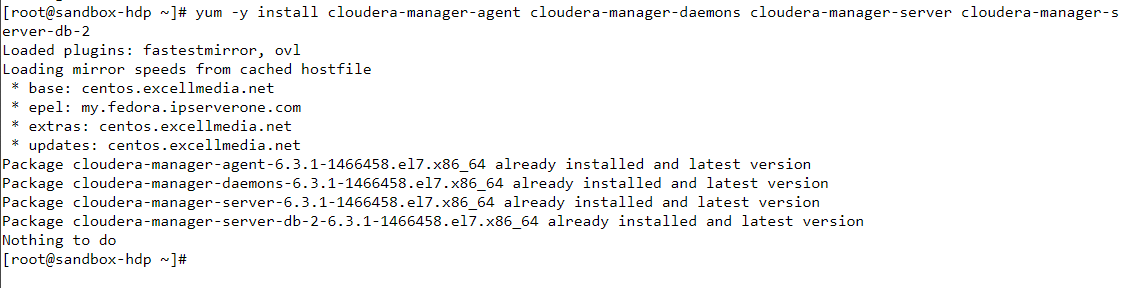 [root@sandbox-hdp ~]# yum -y install cloudera-manager-agent cloudera-manager-daemons cloudera-manager-server cloudera-manager-s
erver-db-2
Loaded plugins: fastestmirror, ovl
Loading mirror speeds from cached hostfile
 * base: centos.excellmedia.net
 * epel: my.fedora.ipserverone.com
 * extras: centos.excellmedia.net
 * updates: centos.excellmedia.net
Package cloudera-manager-agent-6.3.1-1466458.el7.x86_64 already installed and latest version
Package cloudera-manager-daemons-6.3.1-1466458.el7.x86_64 already installed and latest version
Package cloudera-manager-server-6.3.1-1466458.el7.x86_64 already installed and latest version
Package cloudera-manager-server-db-2-6.3.1-1466458.el7.x86_64 already installed and latest version
Nothing to do
[root@sandbox-hdp ~]#